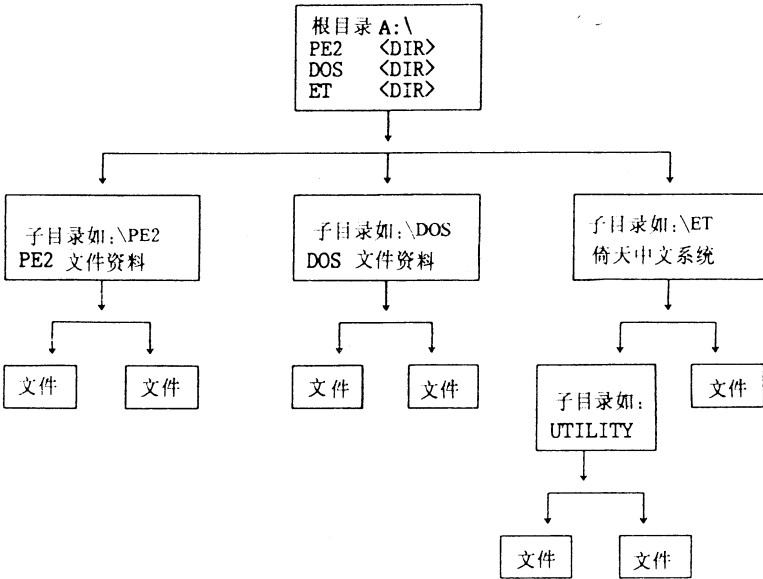 根目录 A:\
PE2 <DIR>
DOS <DIR>
ET <DIR>
子目录如:\PE2
PE2 文件资料
子目录如:\DOS
DOS 文件资料
子目录如:\ET
倚天中文系统
文件
文件
文件
文件
子目录如:
UTILITY
文件
文件
文件